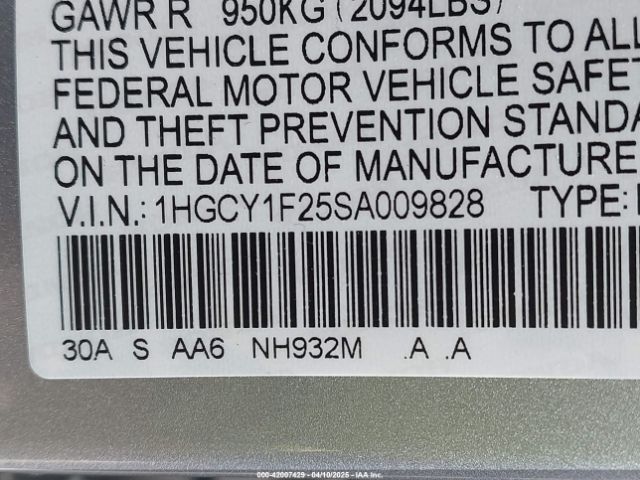 GAWR R 950KG (2094LBS)
THIS VEHICLE CONFORMS TO ALL
FEDERAL MOTOR VEHICLE SAFET
AND THEFT PREVENTION STANDA
ON THE DATE OF MANUFACTURE
V.I.N.: 1HGCY1F25SA009828 TYPE:
30A S AA6 NH932M .A .A
000-42007429 - 04/10/2025 - IAA Inc.